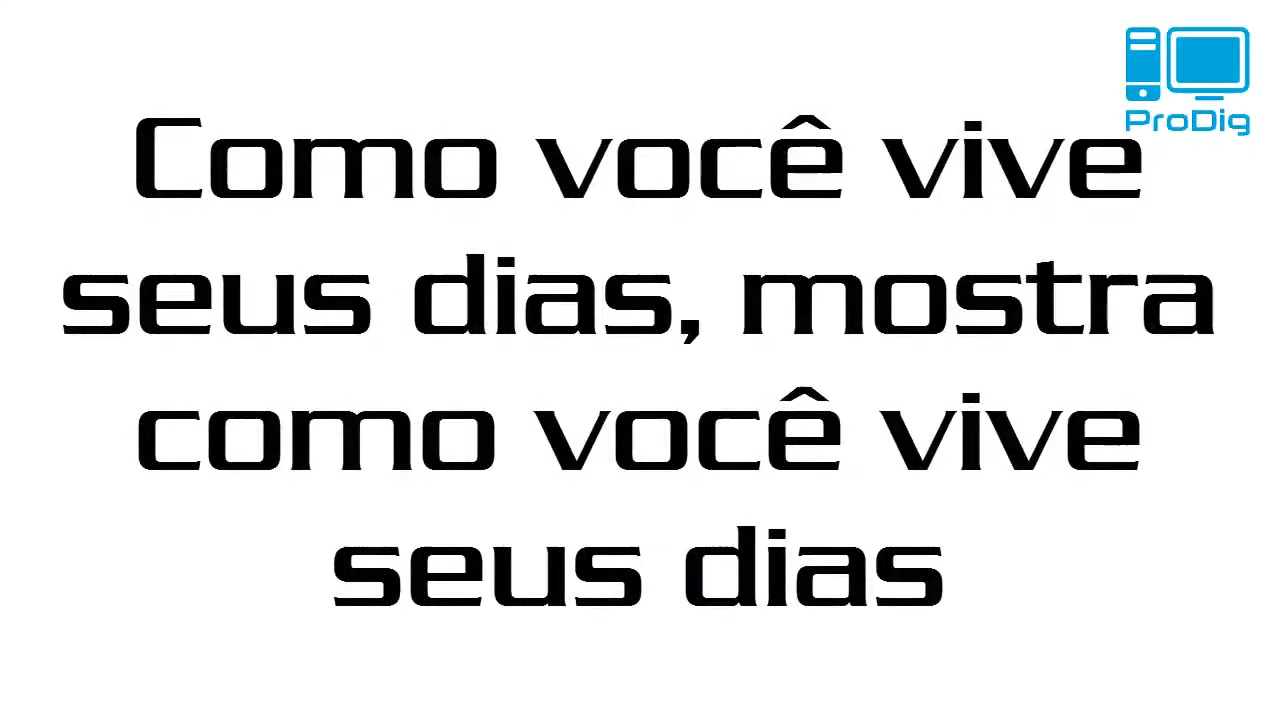 ProDig
Como você vive
seus dias, mostra
como você vive
seus dias